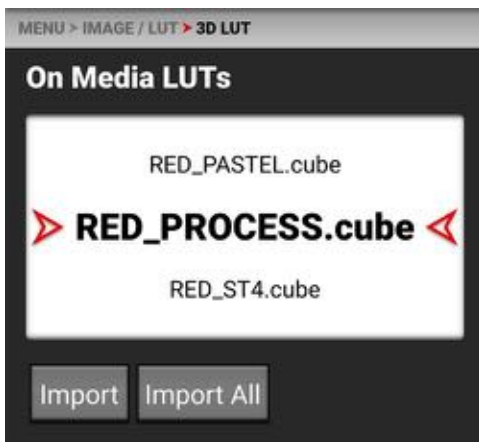 MENU > IMAGE / LUT > 3D LUT
On Media LUTs
RED_PASTEL.cube
RED_PROCESS.cube
RED_ST4.cube
Import Import All